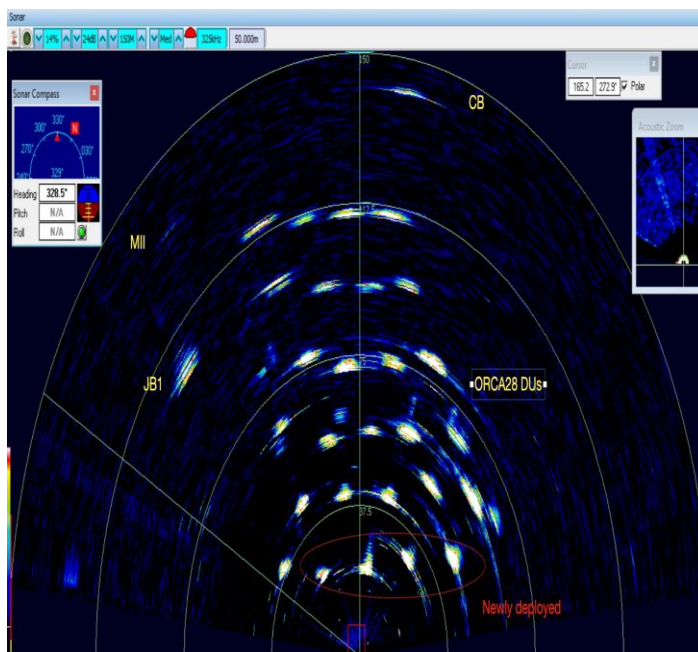 Sonar
14% 24dB 150M Med 325kHz 50.000m
150
Cursor
165.2 272.9° Polar
CB
Sonar Compass
N
300° 330° 030°
270°
329°
Heading 328.5°
Pitch N/A
Roll N/A
Acoustic Zoom
MII
JB1
ORCA28 DUs
37.5
Newly deployed